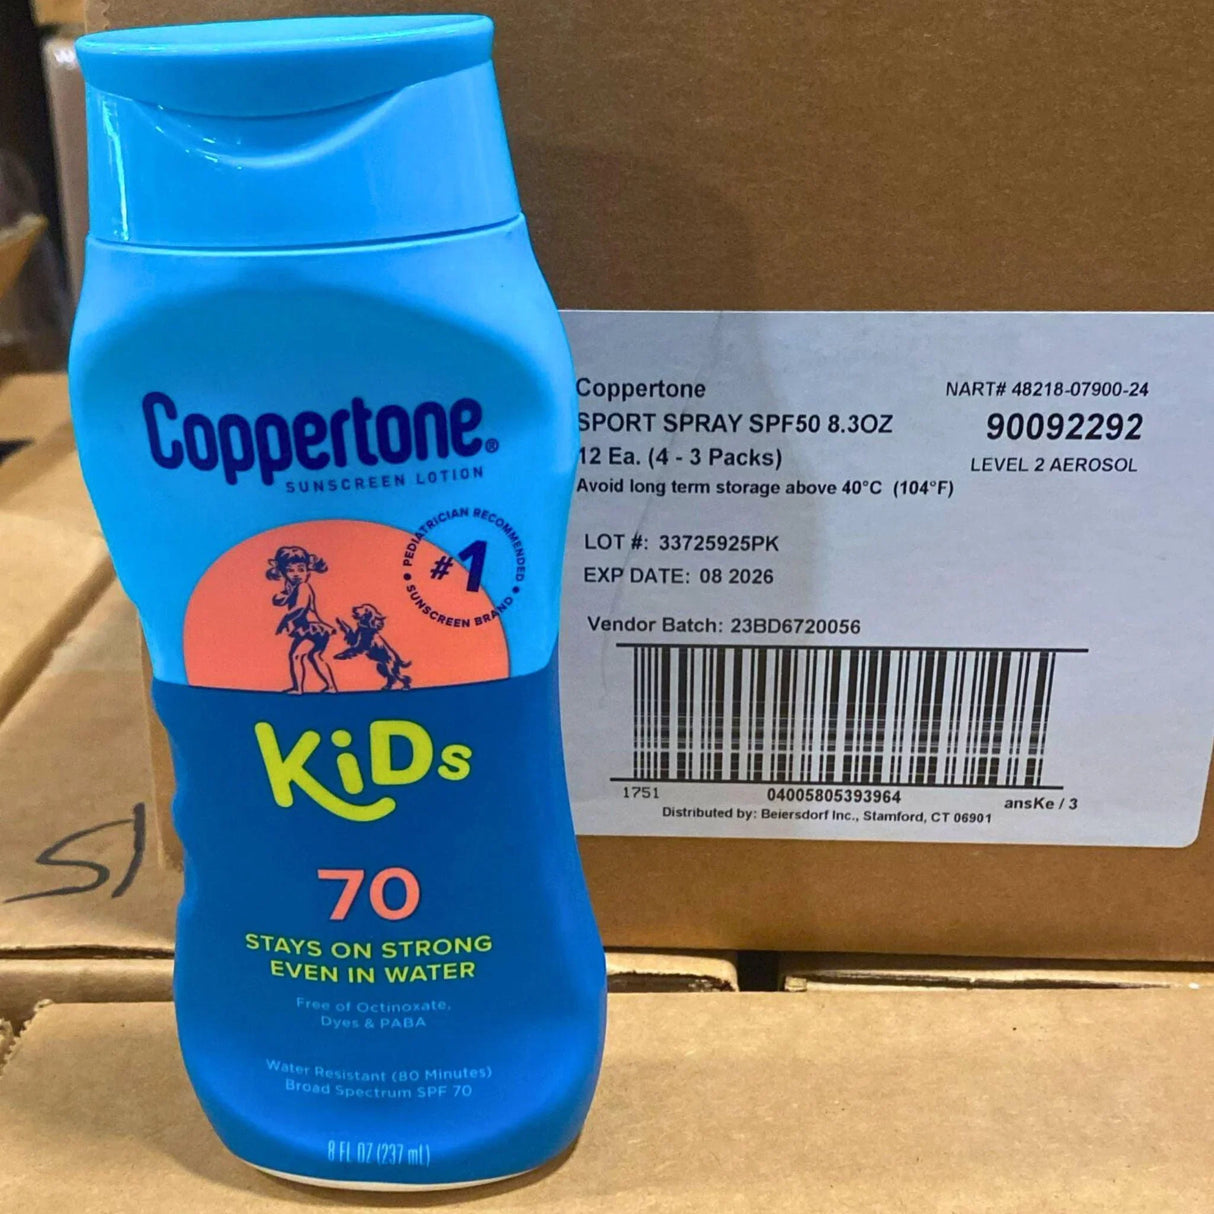 Coppertone®
SUNSCREEN LOTION
PEDIATRICIAN RECOMMENDED
#1
SUNSCREEN BRAND
KiDs
70
STAYS ON STRONG
EVEN IN WATER
Free of Octinoxate,
Dyes & PABA
Water Resistant (80 Minutes)
Broad Spectrum SPF 70
8 FL OZ (237 mL)
Coppertone
SPORT SPRAY SPF50 8.3OZ
12 Ea. (4 - 3 Packs)
Avoid long term storage above 40°C (104°F)
NART# 48218-07900-24
90092292
LEVEL 2 AEROSOL
LOT #: 33725925PK
EXP DATE: 08 2026
Vendor Batch: 23BD6720056
1751
04005805393964
ansKe / 3
Distributed by: Beiersdorf Inc., Stamford, CT 06901